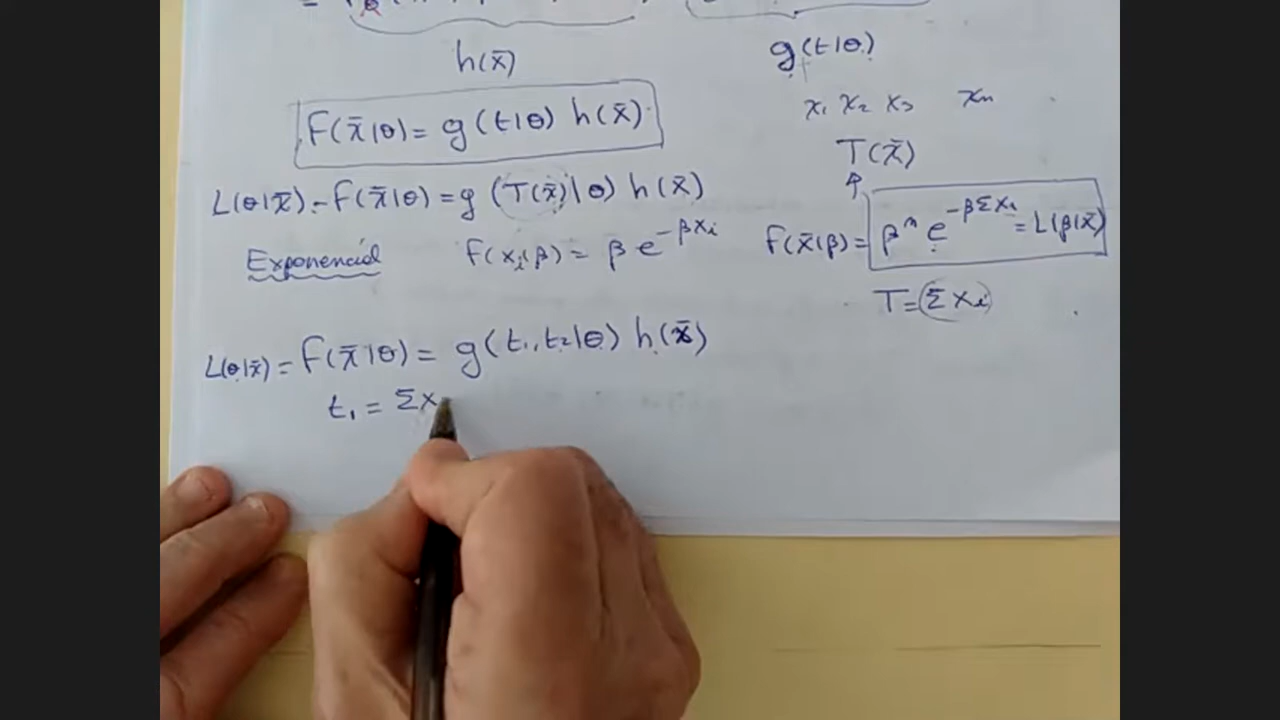 h(x̄)
g(t|θ)
F(x̄|θ) = g(t|θ) h(x̄)
x₁ x₂ x₃ xₙ
T(x̄)
L(θ|x̄) = F(x̄|θ) = g (T(x̄)|θ) h(x̄)
Exponencial
F(xᵢ|β) = β e^-βxᵢ
F(x̄|β) = βⁿ e^-βΣxᵢ = L(β|x̄)
T = Σxᵢ
L(θ|x̄) = F(x̄|θ) = g(t₁, t₂|θ) h(x̄)
t₁ = Σx